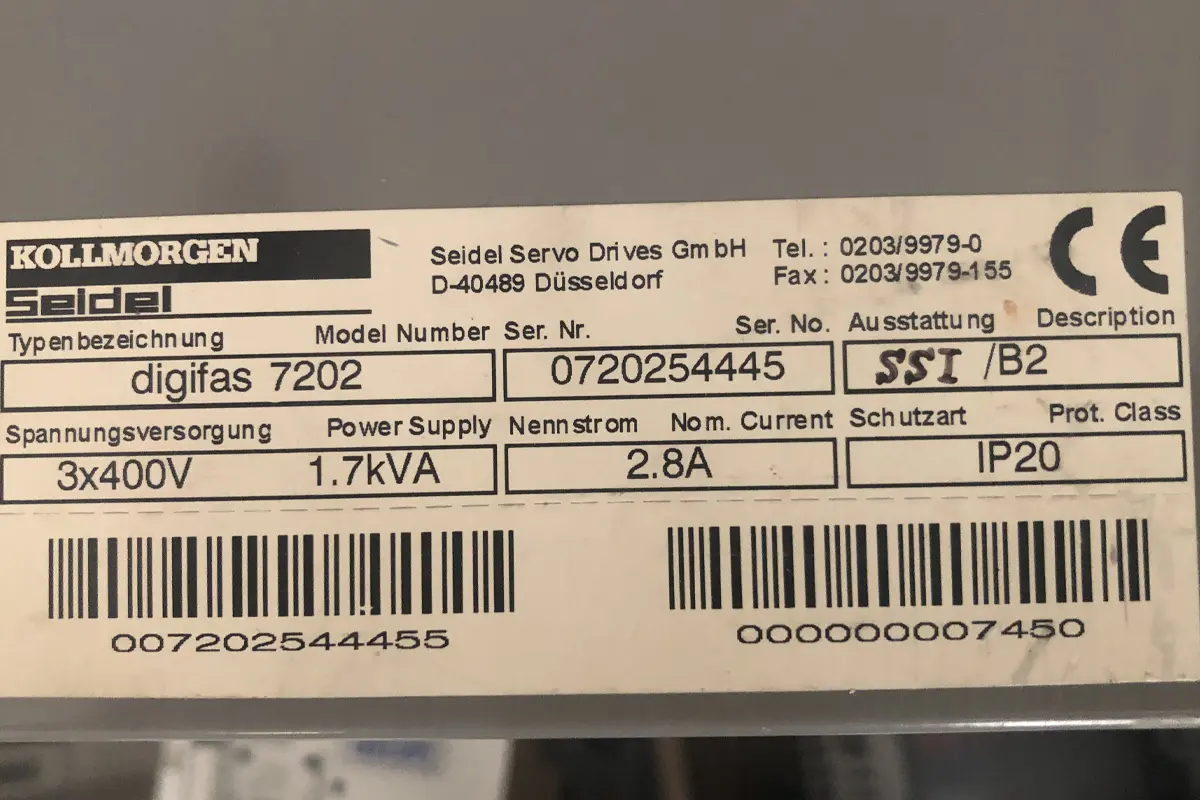 KOLLMORGEN
Seidel
Seidel Servo Drives GmbH Tel. : 0203/9979-0
D-40489 Düsseldorf Fax : 0203/9979-155
CE
Typenbezeichnung Model Number Ser. Nr. Ser. No. Ausstattung Description
digifas 7202 0720254445 SSI /B2
Spannungsversorgung Power Supply Nennstrom Nom. Current Schutzart Prot. Class
3x400V 1.7kVA 2.8A IP20
007202544455 000000007450